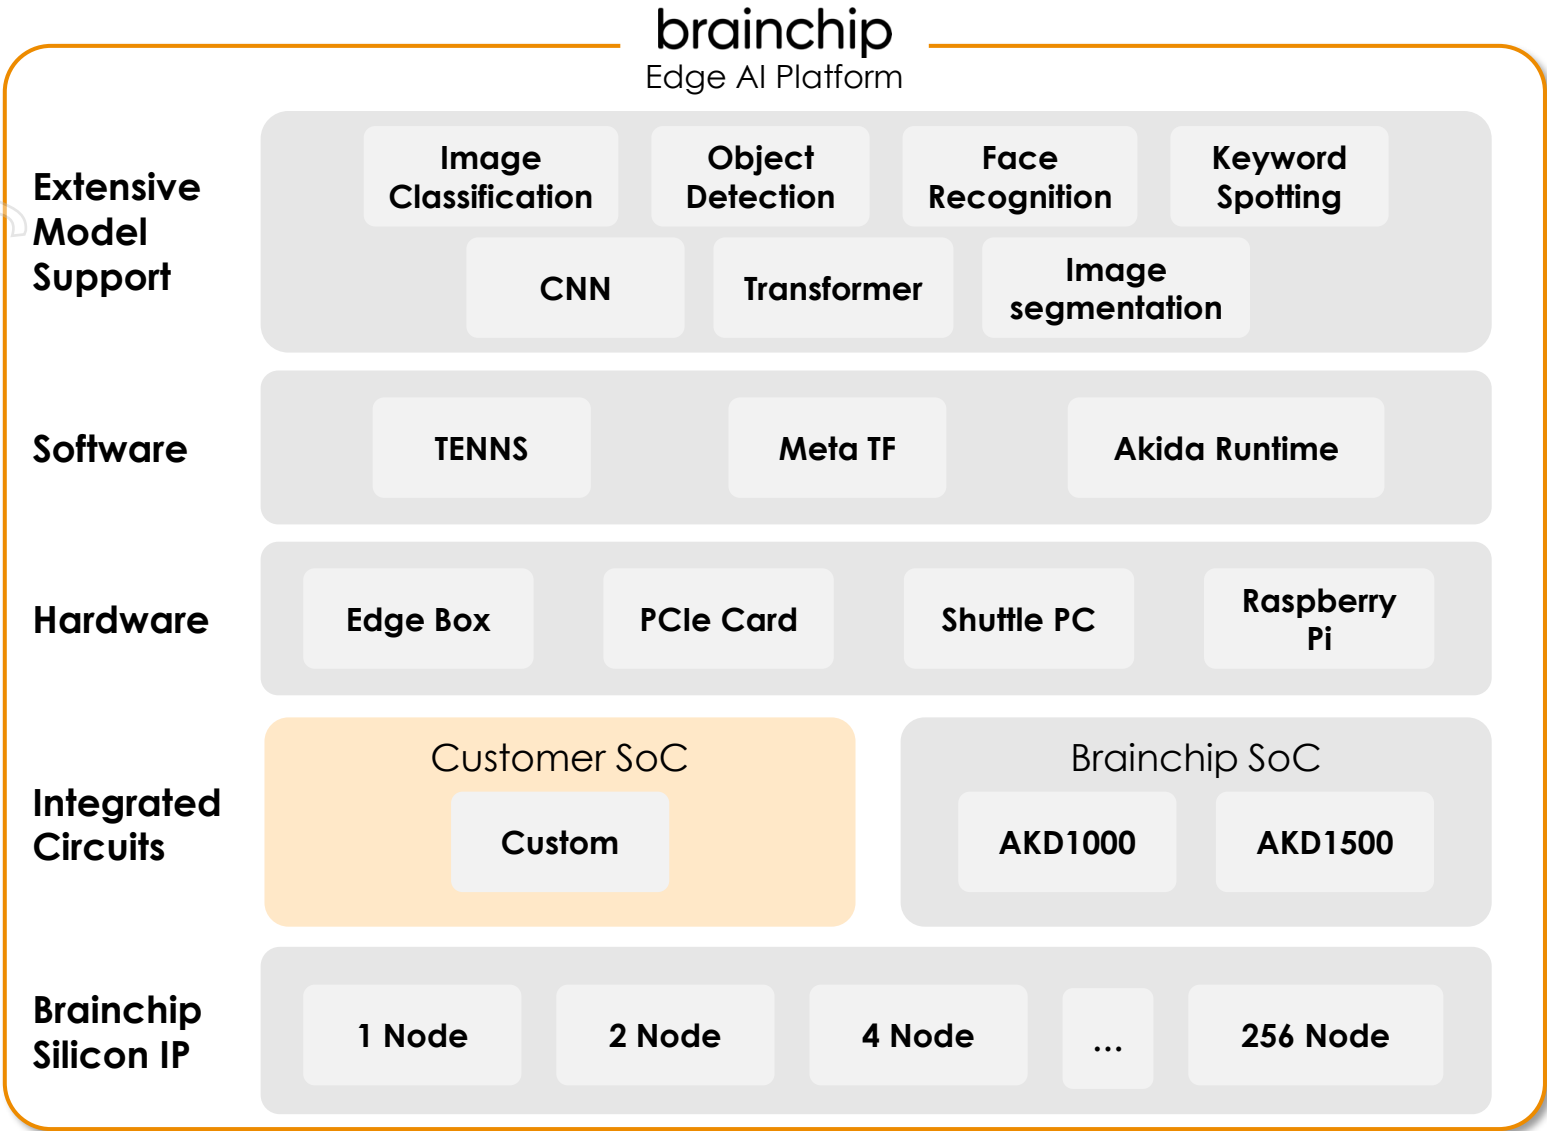 brainchip
Edge AI Platform
Extensive
Model
Support
Image
Classification
Object
Detection
Face
Recognition
Keyword
Spotting
CNN
Transformer
Image
segmentation
Software
TENNS
Meta TF
Akida Runtime
Hardware
Edge Box
PCIe Card
Shuttle PC
Raspberry
Pi
Integrated
Circuits
Customer SoC
Custom
Brainchip SoC
AKD1000
AKD1500
Brainchip
Silicon IP
1 Node
2 Node
4 Node
...
256 Node